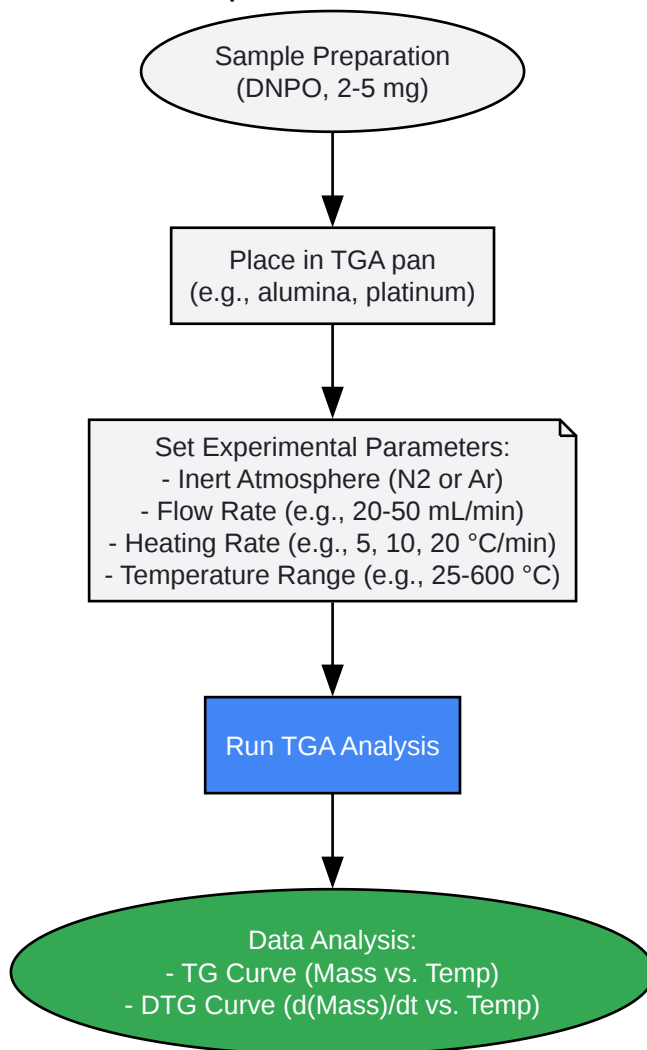 Sample Preparation
(DNPO, 2-5 mg)
Place in TGA pan
(e.g., alumina, platinum)
Set Experimental Parameters:
- Inert Atmosphere (N2 or Ar)
- Flow Rate (e.g., 20-50 mL/min)
- Heating Rate (e.g., 5, 10, 20 °C/min)
- Temperature Range (e.g., 25-600 °C)
Run TGA Analysis
Data Analysis:
- TG Curve (Mass vs. Temp)
- DTG Curve (d(Mass)/dt vs. Temp)